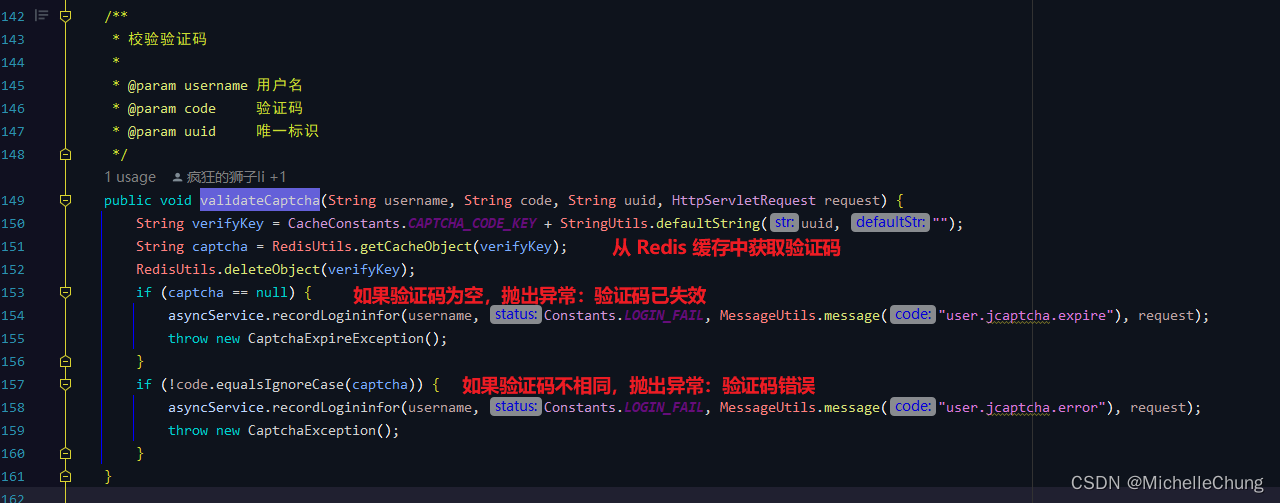 142 /**
143 * 校验验证码
144 *
145 * @param username 用户名
146 * @param code 验证码
147 * @param uuid 唯一标识
148 */
1 usage 疯狂的狮子li +1
149 public void validateCaptcha(String username, String code, String uuid, HttpServletRequest request) {
150 String verifyKey = CacheConstants.CAPTCHA_CODE_KEY + StringUtils.defaultString( str: uuid, defaultStr: "");
151 String captcha = RedisUtils.getCacheObject(verifyKey); 从 Redis 缓存中获取验证码
152 RedisUtils.deleteObject(verifyKey);
153 if (captcha == null) { 如果验证码为空，抛出异常：验证码已失效
154 asyncService.recordLogininfor(username, status: Constants.LOGIN_FAIL, MessageUtils.message( code: "user.jcaptcha.expire"), request);
155 throw new CaptchaExpireException();
156 }
157 if (!code.equalsIgnoreCase(captcha)) { 如果验证码不相同，抛出异常：验证码错误
158 asyncService.recordLogininfor(username, status: Constants.LOGIN_FAIL, MessageUtils.message( code: "user.jcaptcha.error"), request);
159 throw new CaptchaException();
160 }
161 }
162
CSDN @MichelleChung